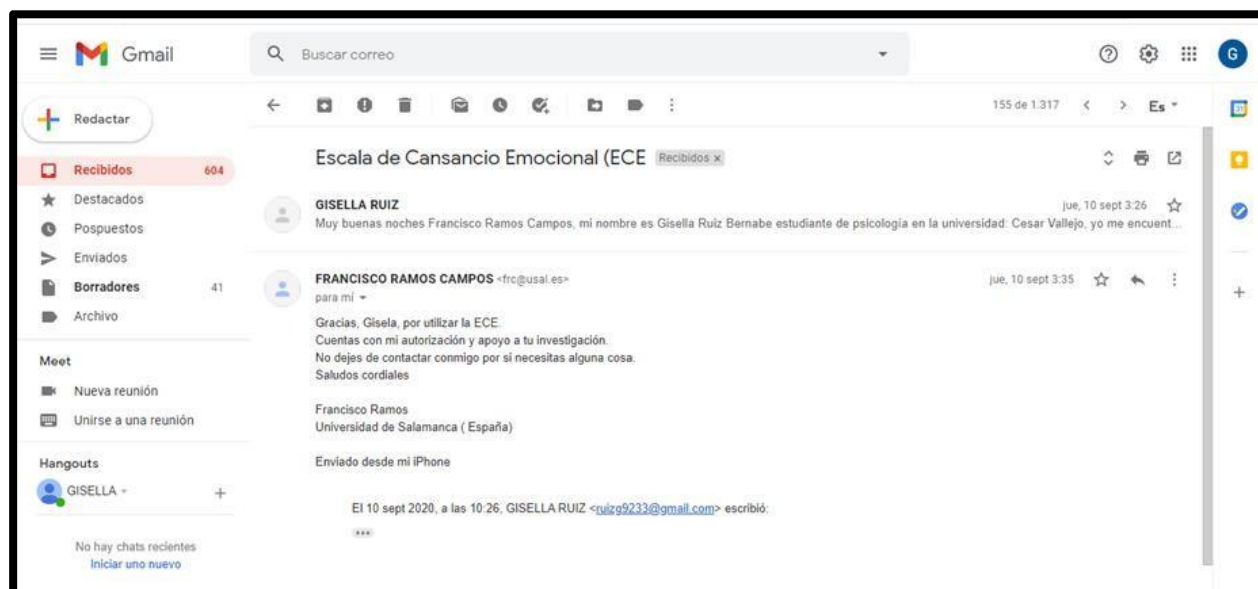 Gmail
Buscar correo
G
Redactar
155 de 1.317
Es
Recibidos 604
Destacados
Pospuestos
Enviados
Borradores 41
Archivo
Meet
Nueva reunión
Unirse a una reunión
Hangouts
GISELLA
No hay chats recientes
Iniciar uno nuevo
Escala de Cansancio Emocional (ECE Recibidos x
GISELLA RUIZ jue, 10 sept 3:26
Muy buenas noches Francisco Ramos Campos, mi nombre es Gisella Ruiz Bernabe estudiante de psicología en la universidad: Cesar Vallejo, yo me encuent...
FRANCISCO RAMOS CAMPOS <frc@usal.es> jue, 10 sept 3:35
para mí
Gracias, Gisela, por utilizar la ECE.
Cuentas con mi autorización y apoyo a tu investigación.
No dejes de contactar conmigo por si necesitas alguna cosa.
Saludos cordiales
Francisco Ramos
Universidad de Salamanca ( España)
Enviado desde mi iPhone
El 10 sept 2020, a las 10:26, GISELLA RUIZ <ruizg9233@gmail.com> escribió:
31